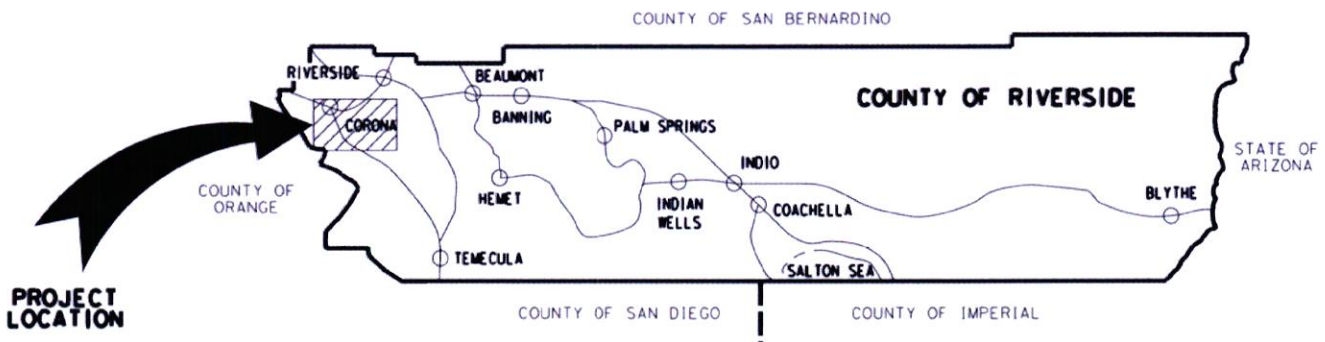 COUNTY OF SAN BERNARDINO
RIVERSIDE
BEAUMONT
COUNTY OF RIVERSIDE
BANNING
CORONA
PALM SPRINGS
STATE OF
ARIZONA
INDIO
COUNTY OF
ORANGE
HEMET
INDIAN
WELLS
COACHELLA
BLYTHE
TEMECULA
SALTON SEA
PROJECT
LOCATION
COUNTY OF SAN DIEGO
COUNTY OF IMPERIAL